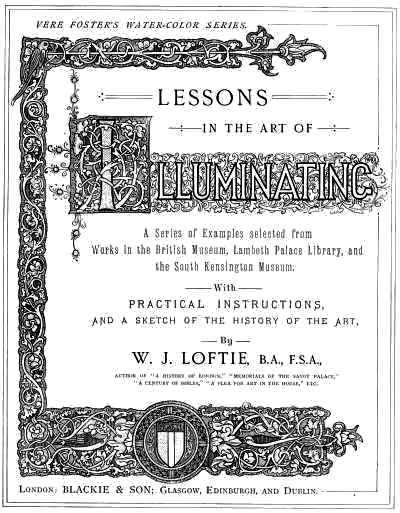 VERE FOSTER'S WATER-COLOR SERIES.
LESSONS
IN THE ART OF
ILLUMINATING
A Series of Examples selected from
Works in the British Museum, Lambeth Palace Library, and
the South Kensington Museum.
With
PRACTICAL INSTRUCTIONS,
AND A SKETCH OF THE HISTORY OF THE ART,
By
W. J. LOFTIE, B.A., F.S.A.,
AUTHOR OF "A HISTORY OF LONDON," "MEMORIALS OF THE SAVOY PALACE,"
"A CENTURY OF BIBLES," "A PLEA FOR ART IN THE HOUSE," ETC.
LONDON: BLACKIE & SON; GLASGOW, EDINBURGH, AND DUBLIN.